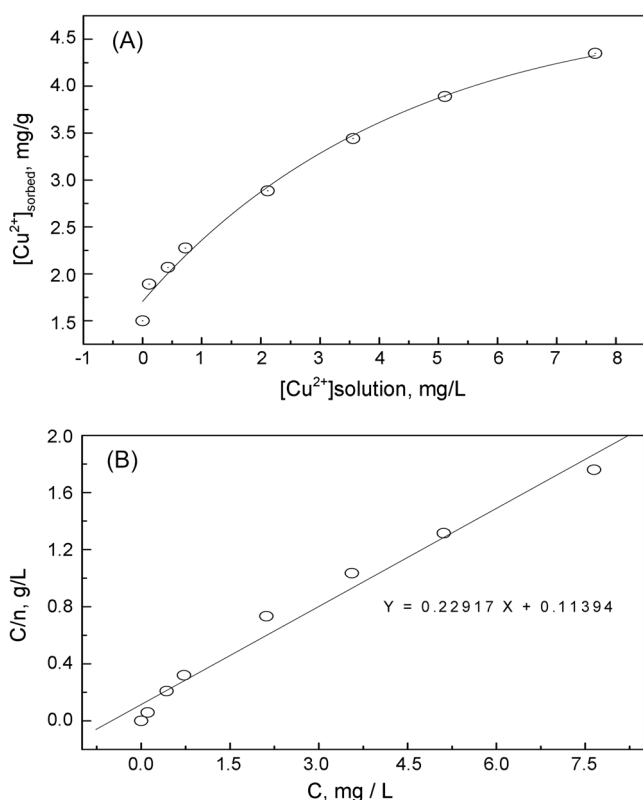 (A)
4.5
4.0
3.5
3.0
2.5
2.0
1.5
[Cu²⁺]sorbed, mg/g
-1 0 1 2 3 4 5 6 7 8
[Cu²⁺]solution, mg/L
(B)
2.0
1.6
1.2
0.8
0.4
0.0
C/n, g/L
Y = 0.22917 X + 0.11394
0.0 1.5 3.0 4.5 6.0 7.5
C, mg / L